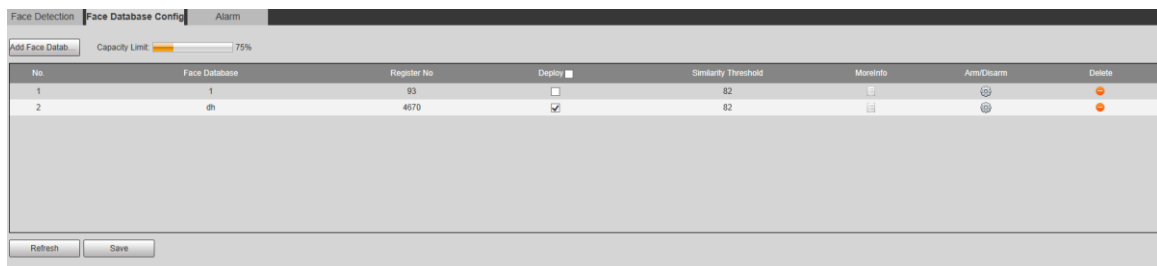 Face Detection Face Database Config Alarm
Add Face Datab... Capacity Limit: 75%
No. Face Database Register No Deploy Similarity Threshold MoreInfo Arm/Disarm Delete
1 1 93 82
2 dh 4670 82
Refresh Save